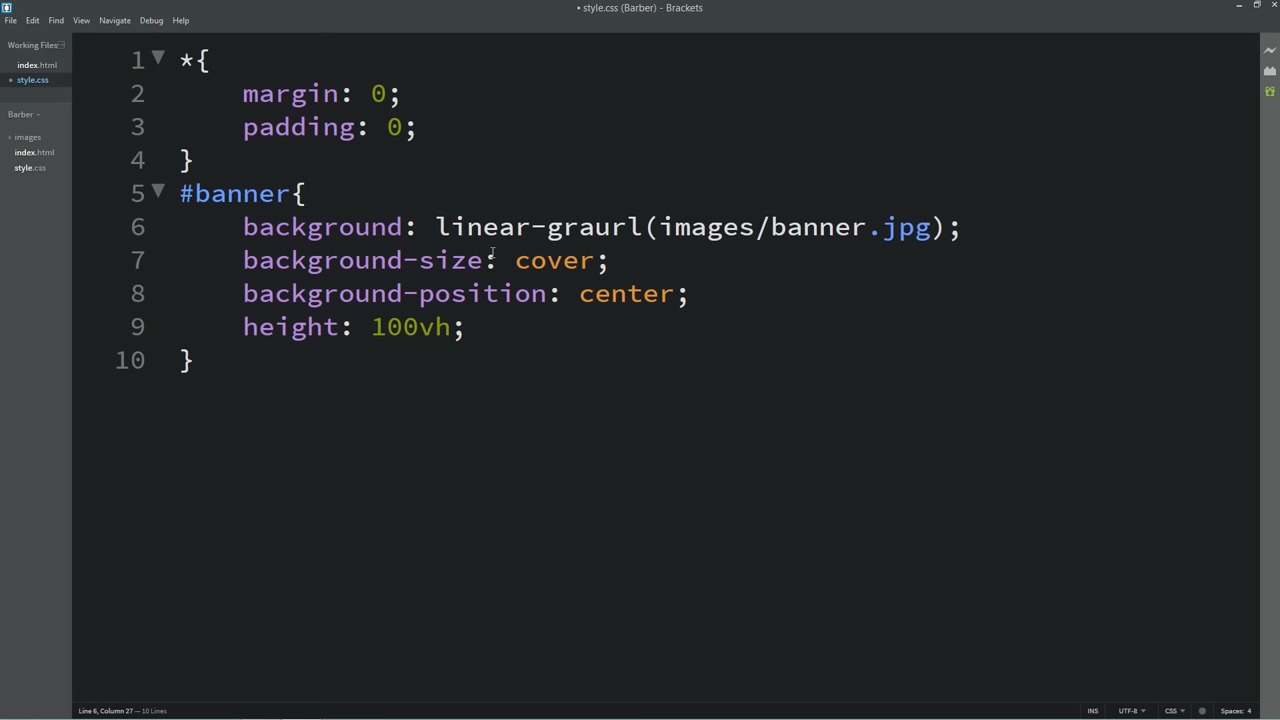 • style.css (Barber) - Brackets
File Edit Find View Navigate Debug Help
Working Files
index.html
• style.css
Barber
images
index.html
style.css
1 *{
2 margin: 0;
3 padding: 0;
4 }
5 #banner{
6 background: linear-graurl(images/banner.jpg);
7 background-size: cover;
8 background-position: center;
9 height: 100vh;
10 }
Line 6, Column 27 — 10 Lines
INS UTF-8 CSS Spaces: 4